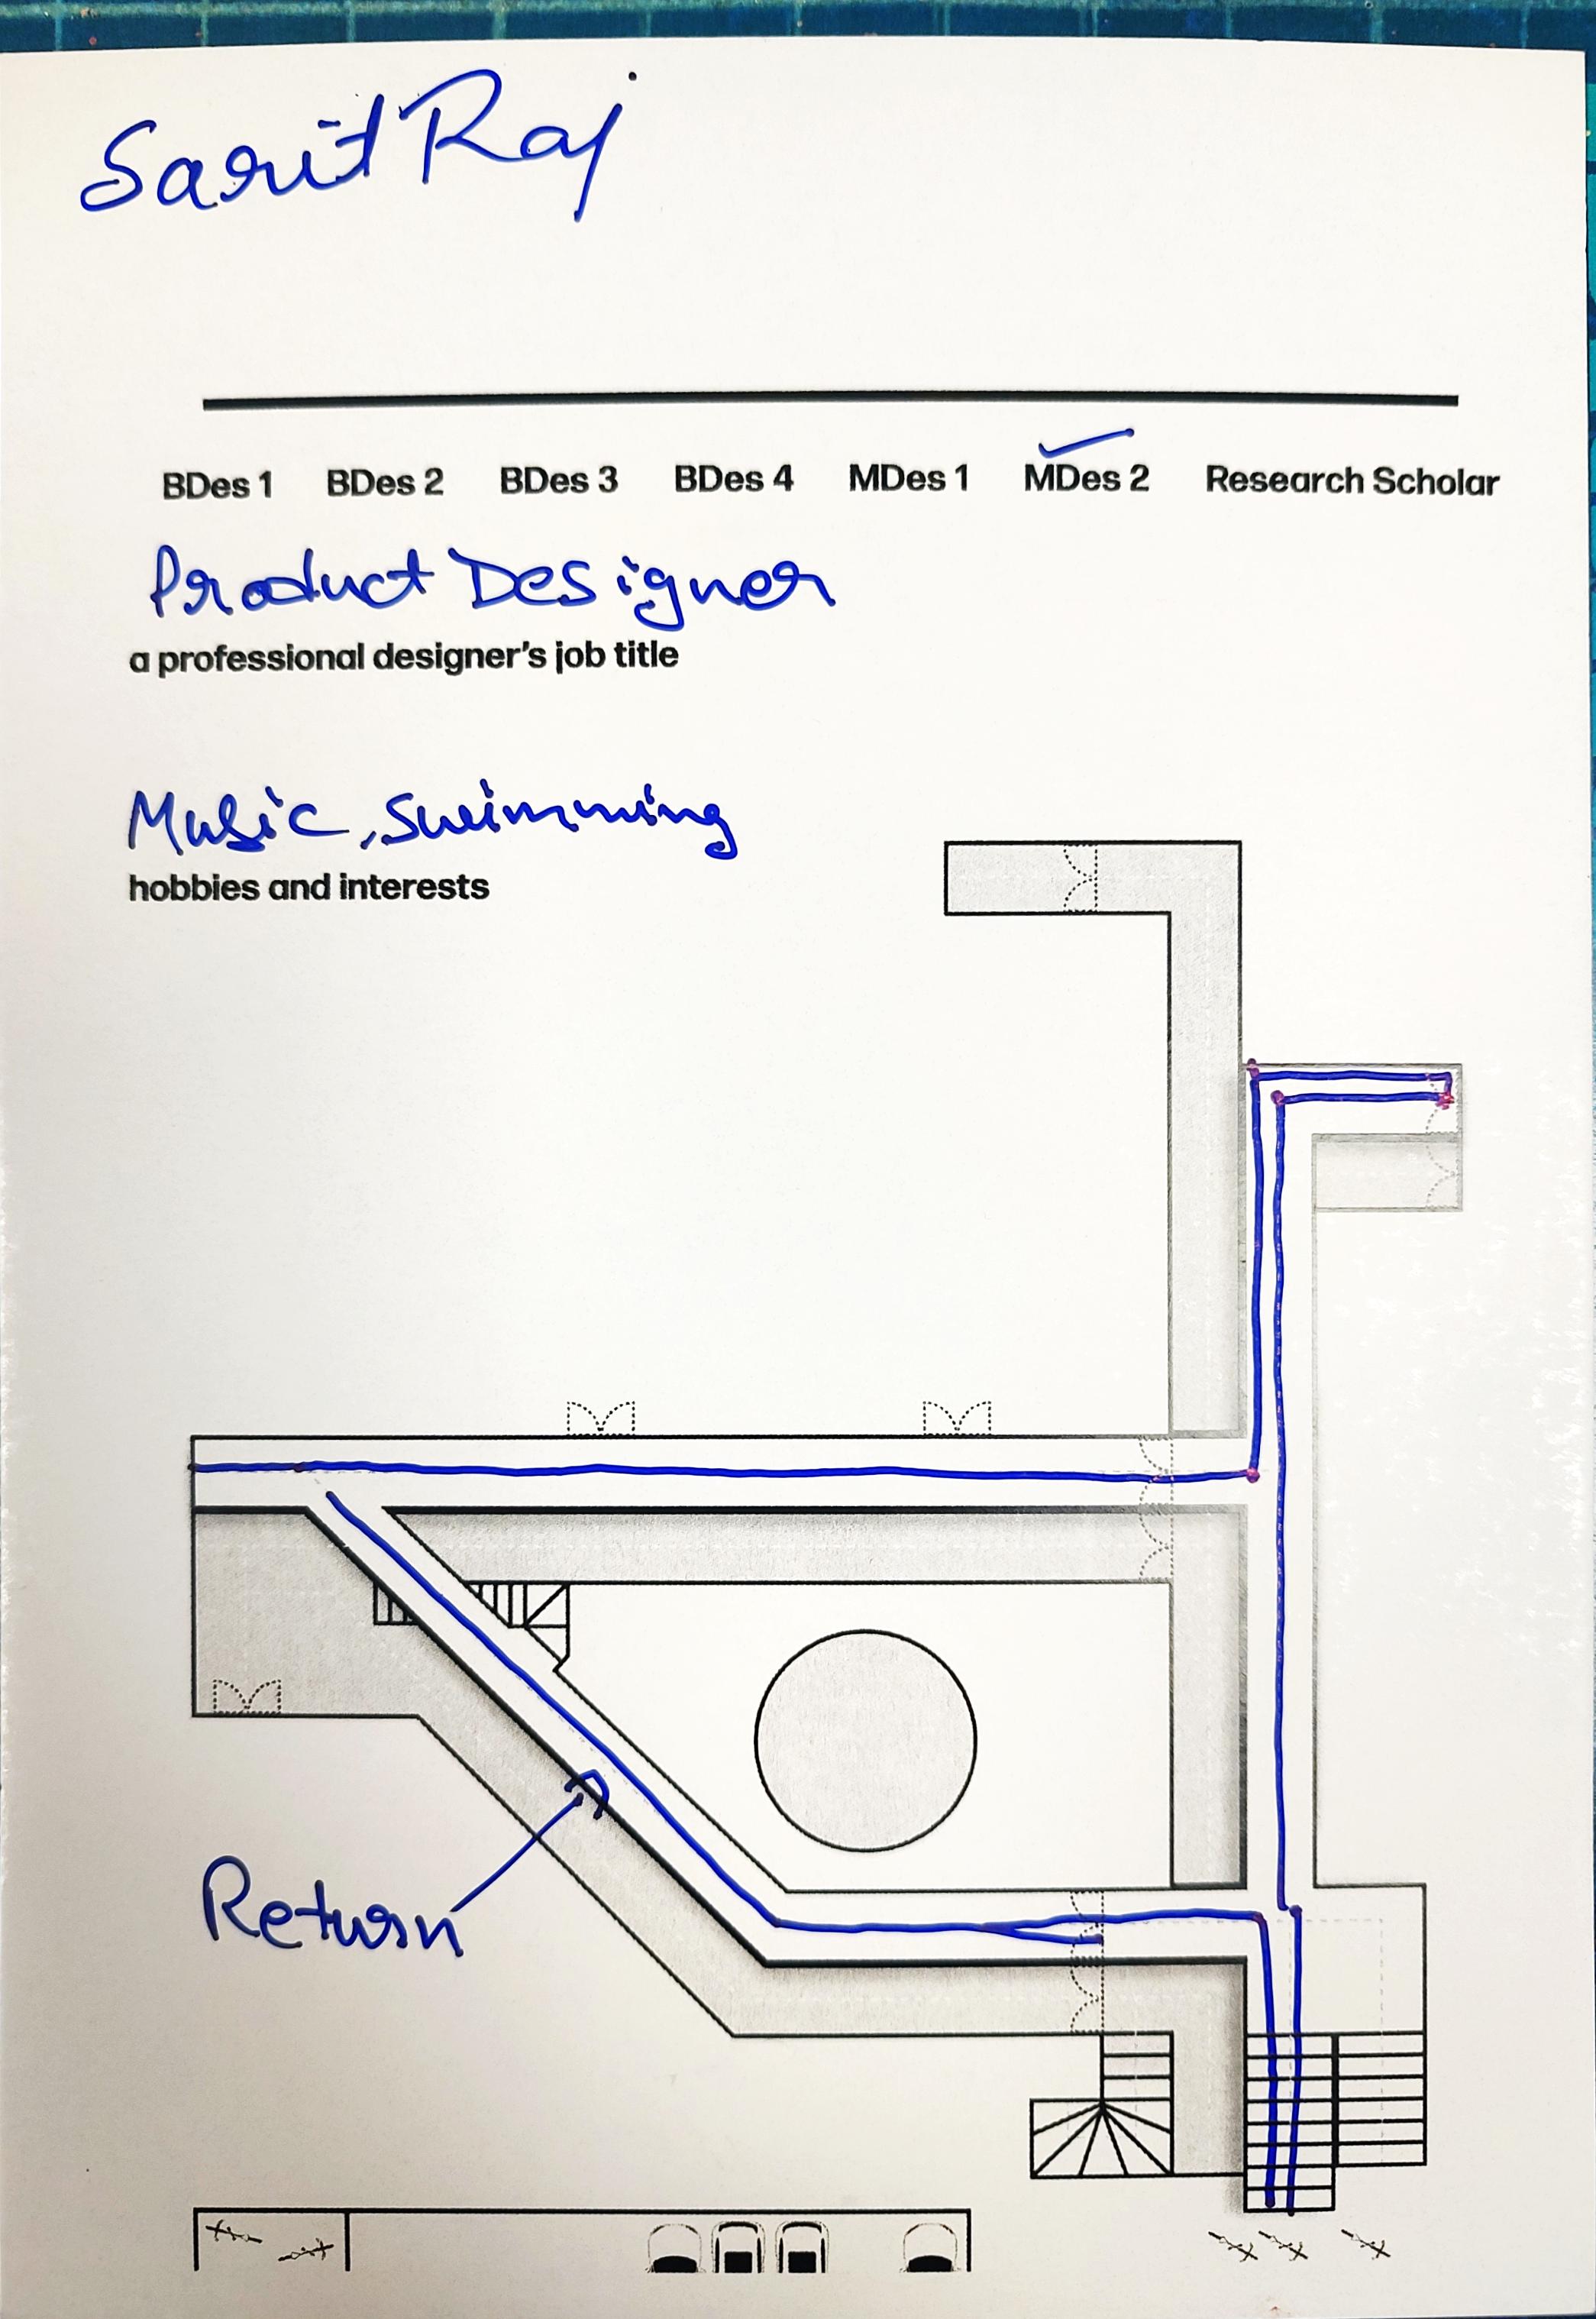 Sarit Raj
BDes 1 BDes 2 BDes 3 BDes 4 MDes 1 MDes 2 Research Scholar
Product Designer
a professional designer's job title
Music, Swimming
hobbies and interests
Return